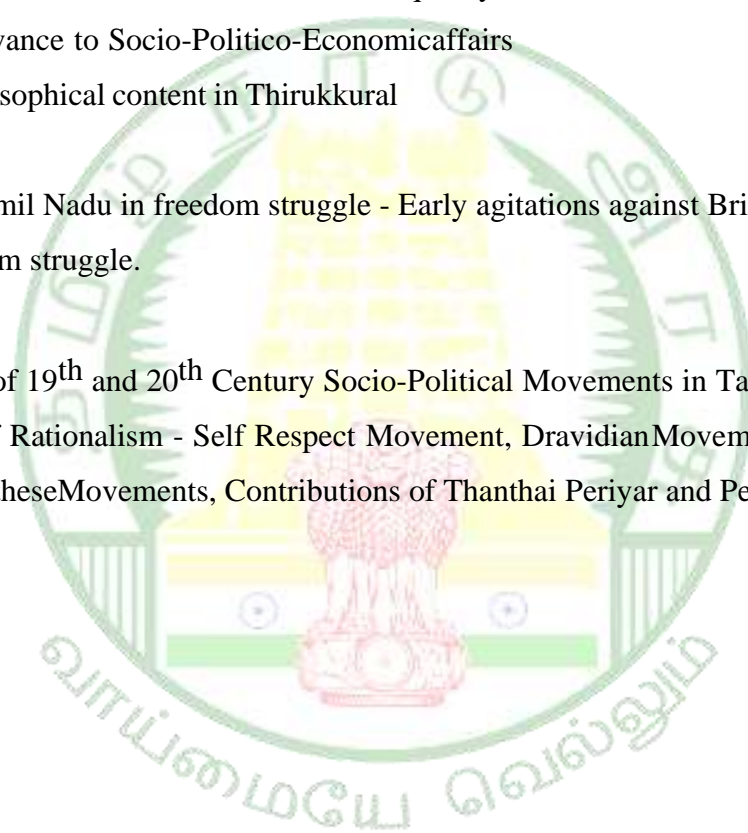 vance to Socio-Politico-Economicaffairs
sophical content in Thirukkural
mil Nadu in freedom struggle - Early agitations against Bri
m struggle.
of 19th and 20th Century Socio-Political Movements in Ta
f Rationalism - Self Respect Movement, DravidianMovem
heseMovements, Contributions of Thanthai Periyar and Pe
தமிழ் நாடு அரசு
வாய்மையே வெல்லும்